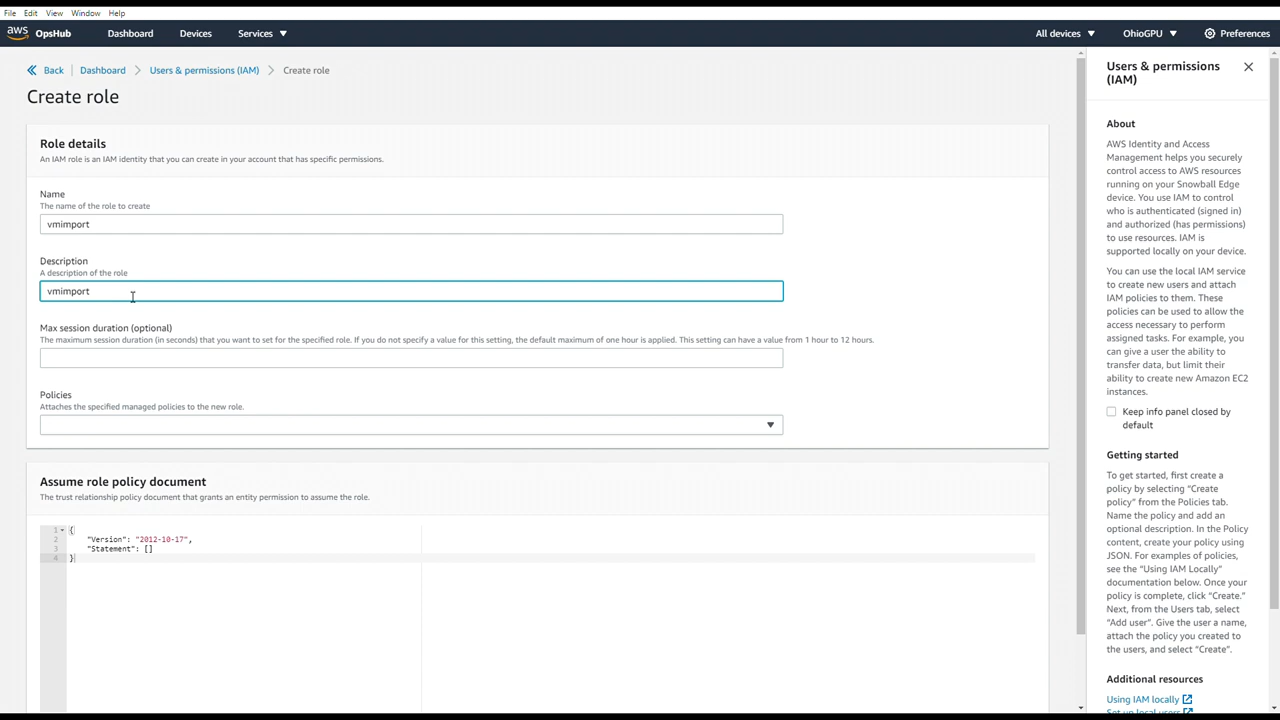 File Edit View Window Help
aws OpsHub Dashboard Devices Services All devices OhioGPU Preferences
Back Dashboard Users & permissions (IAM) Create role
Create role
Role details
An IAM role is an IAM identity that you can create in your account that has specific permissions.
Name
The name of the role to create
vmimport
Description
A description of the role
vmimport
Max session duration (optional)
The maximum session duration (in seconds) that you want to set for the specified role. If you do not specify a value for this setting, the default maximum of one hour is applied. This setting can have a value from 1 hour to 12 hours.
Policies
Attaches the specified managed policies to the new role.
Assume role policy document
The trust relationship policy document that grants an entity permission to assume the role.
1 {
2 "Version": "2012-10-17",
3 "Statement": []
4 }
Users & permissions
(IAM)
About
AWS Identity and Access
Management helps you securely
control access to AWS resources
running on your Snowball Edge
device. You use IAM to control
who is authenticated (signed in)
and authorized (has permissions)
to use resources. IAM is
supported locally on your device.
You can use the local IAM service
to create new users and attach
IAM policies to them. These
policies can be used to allow the
access necessary to perform
assigned tasks. For example, you
can give a user the ability to
transfer data, but limit their
ability to create new Amazon EC2
instances.
Keep info panel closed by
default
Getting started
To get started, first create a
policy by selecting "Create
policy" from the Policies tab.
Name the policy and add an
optional description. In the Policy
content, create your policy using
JSON. For examples of policies,
see the "Using IAM Locally"
documentation below. Once your
policy is complete, click "Create."
Next, from the Users tab, select
"Add user". Give the user a name,
attach the policy you created to
the users, and select "Create".
Additional resources
Using IAM locally
Set up local users